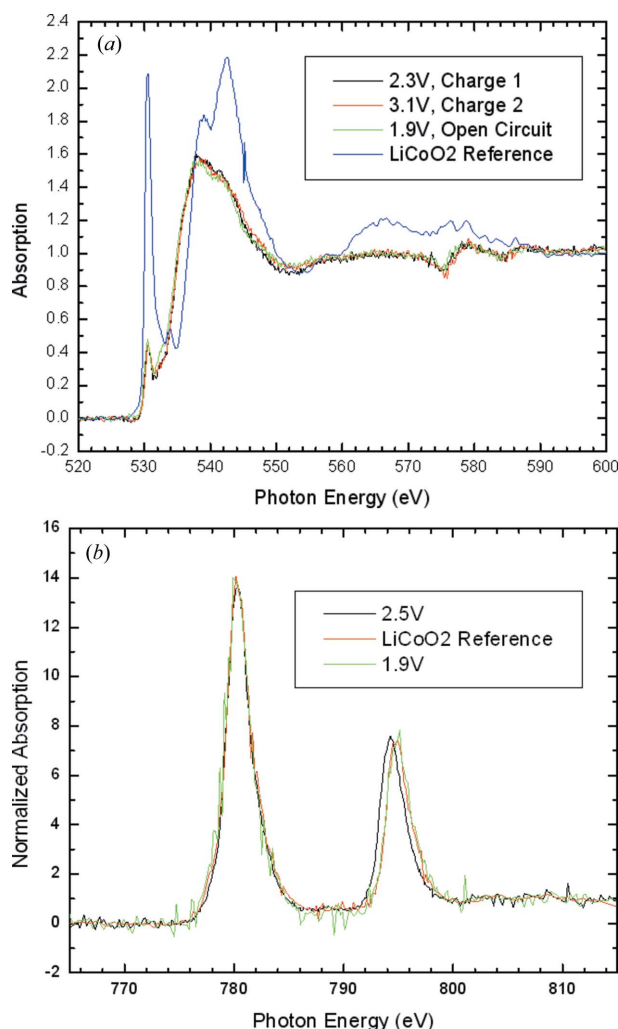 (a)
2.4
2.2
2.0
1.8
1.6
1.4
1.2
1.0
0.8
0.6
0.4
0.2
0.0
-0.2
Absorption
2.3V, Charge 1
3.1V, Charge 2
1.9V, Open Circuit
LiCoO2 Reference
520 530 540 550 560 570 580 590 600
Photon Energy (eV)
(b)
16
14
12
10
8
6
4
2
0
-2
Normalized Absorption
2.5V
LiCoO2 Reference
1.9V
770 780 790 800 810
Photon Energy (eV)